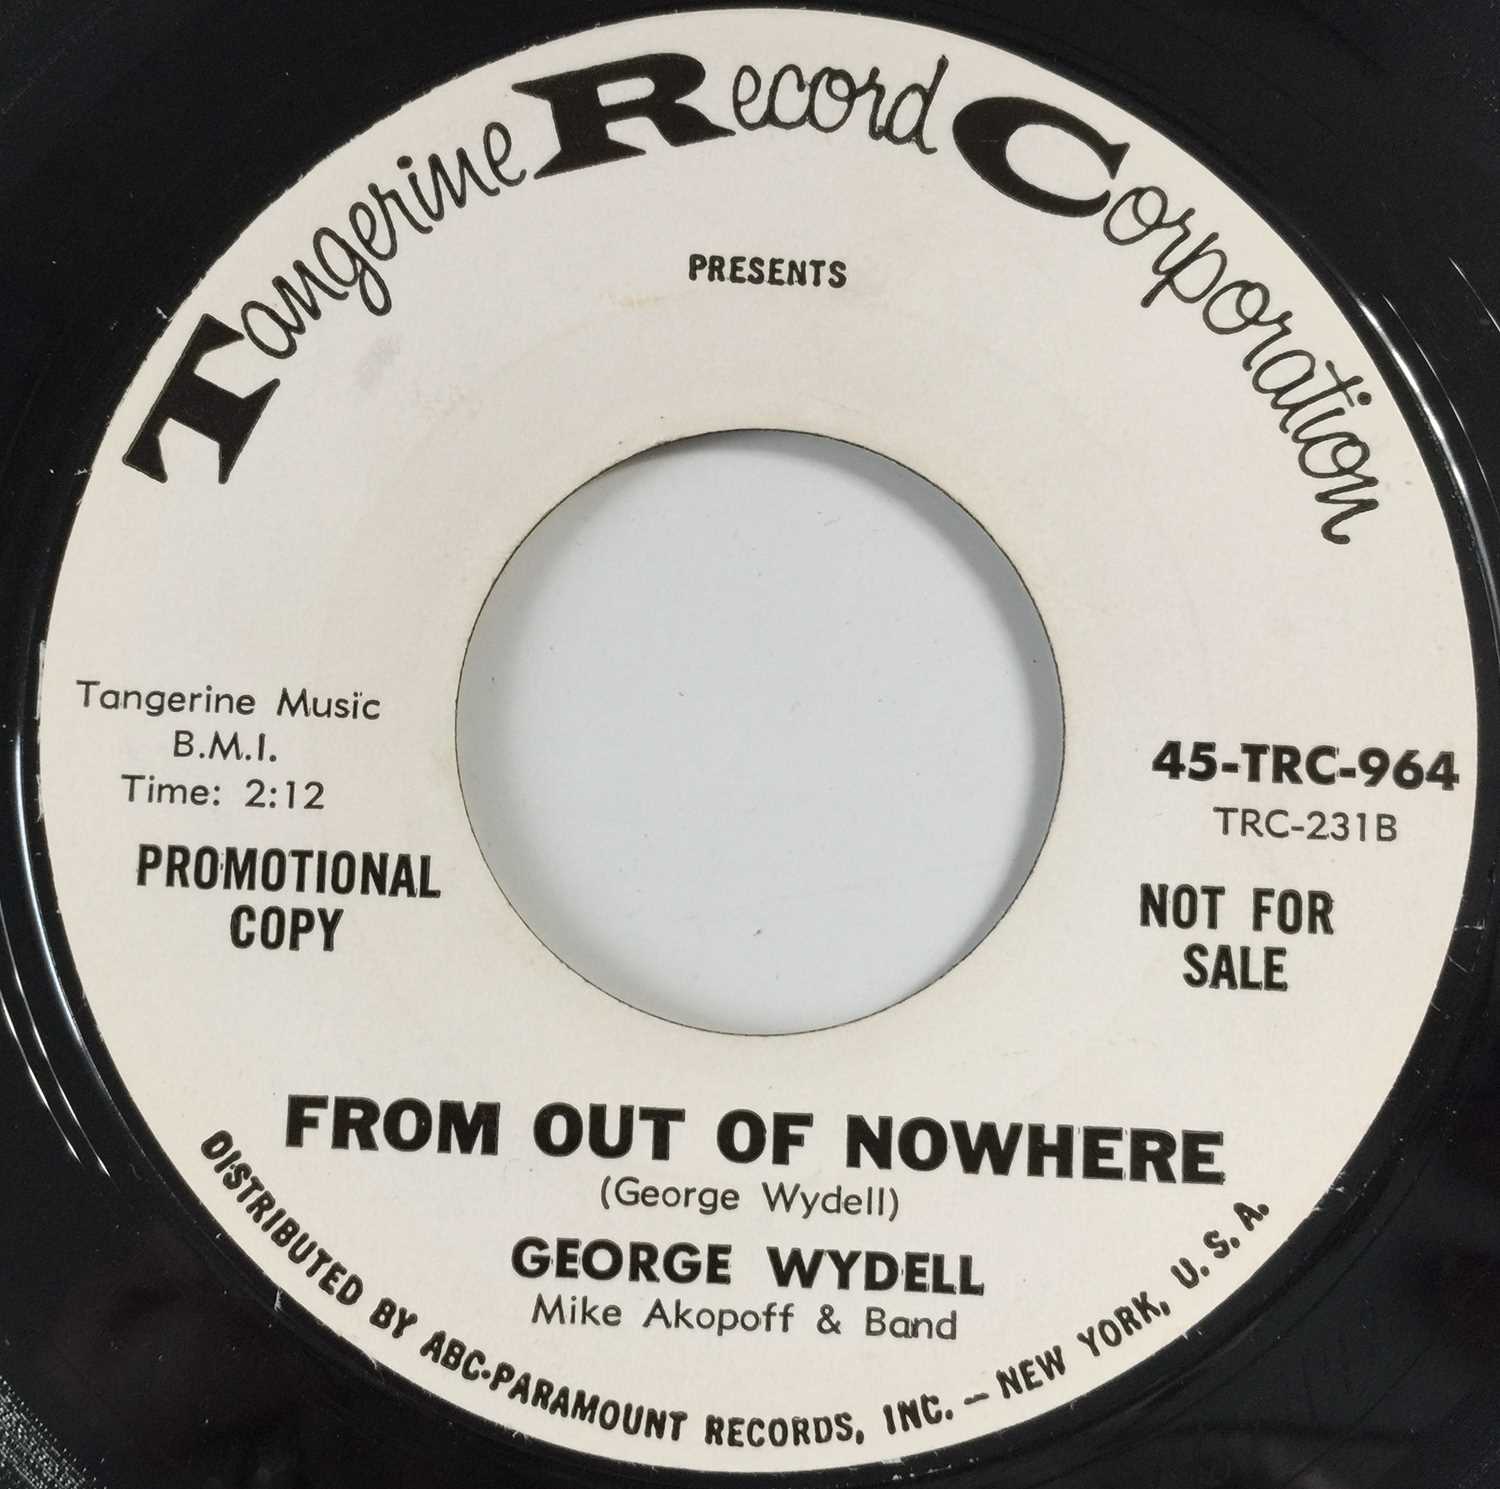 Tangerine Record Corporation
PRESENTS
Tangerine Music
B.M.I.
Time: 2:12
PROMOTIONAL
COPY
45-TRC-964
TRC-231B
NOT FOR
SALE
FROM OUT OF NOWHERE
(George Wydell)
GEORGE WYDELL
Mike Akopoff & Band
DISTRIBUTED BY ABC-PARAMOUNT RECORDS, INC. — NEW YORK, U. S. A.